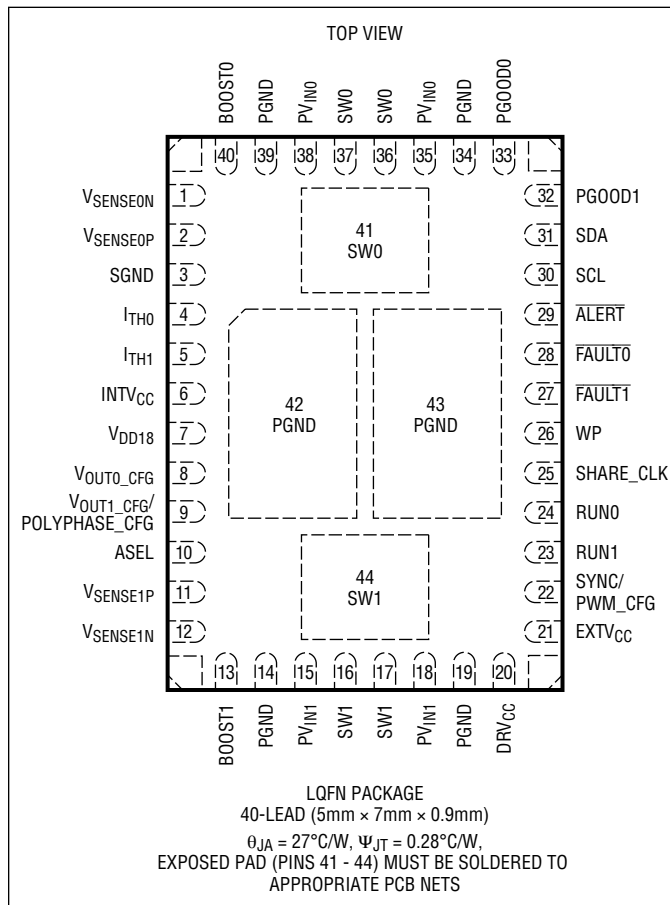 TOP VIEW
BOOST0
PGND
PVIN0
SW0
SW0
PVIN0
PGND
PGOOD0
40
39
38
37
36
35
34
33
VSENSE0N
1
VSENSE0P
2
SGND
3
ITH0
4
ITH1
5
INTVCC
6
VDD18
7
VOUT0_CFG
8
VOUT1_CFG/
POLYPHASE_CFG
9
ASEL
10
VSENSE1P
11
VSENSE1N
12
41
SW0
42
PGND
43
PGND
44
SW1
32
PGOOD1
31
SDA
30
SCL
29
ALERT
28
FAULT0
27
FAULT1
26
WP
25
SHARE_CLK
24
RUN0
23
RUN1
22
SYNC/
PWM_CFG
21
EXTVCC
13
14
15
16
17
18
19
20
BOOST1
PGND
PVIN1
SW1
SW1
PVIN1
PGND
DRVCC
LQFN PACKAGE
40-LEAD (5mm × 7mm × 0.9mm)
θJA = 27°C/W, ΨJT = 0.28°C/W,
EXPOSED PAD (PINS 41 - 44) MUST BE SOLDERED TO
APPROPRIATE PCB NETS